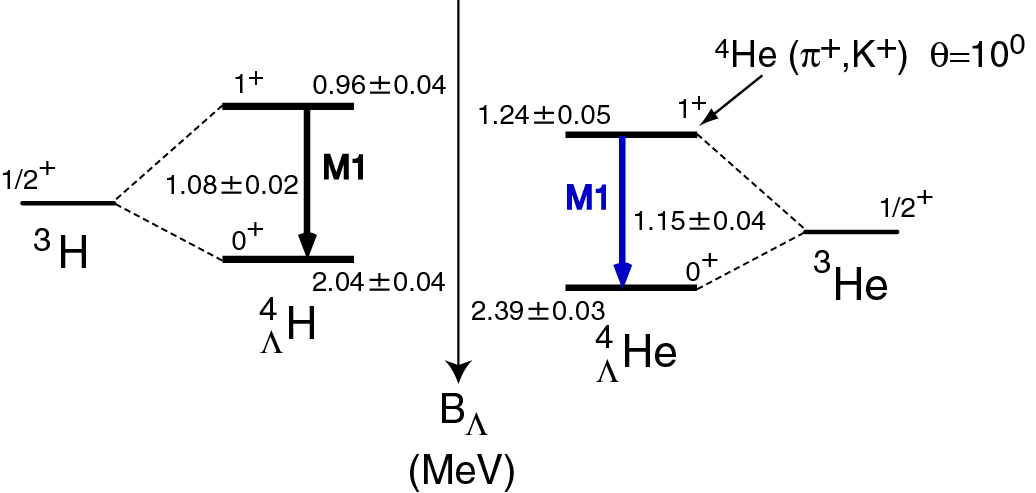 ⁴He (π⁺,K⁺) θ=10⁰
1⁺ 0.96±0.04
1.24±0.05 1⁺
1/2⁺
³H
1.08±0.02
M1
M1
1.15±0.04
1/2⁺
³He
0⁺
2.04±0.04
0⁺
2.39±0.03
⁴ΛH
⁴ΛHe
BΛ
(MeV)